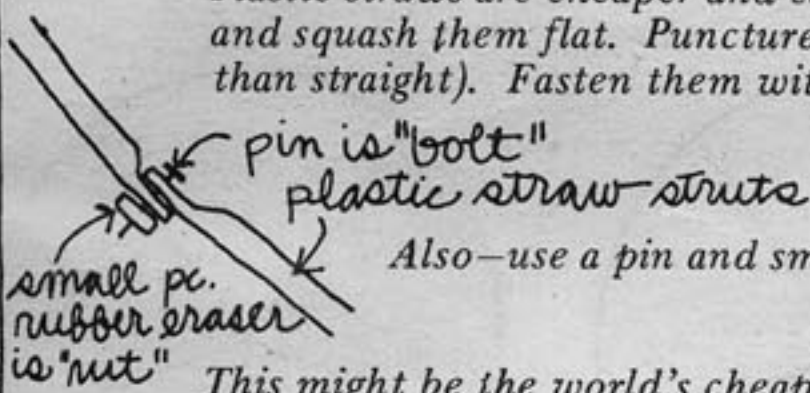 and squash them flat. Puncture
than straight). Fasten them wi
pin is "bolt"
plastic straw struts
Also—use a pin and sm
small pc.
rubber eraser
is "nut"
This might be the world's cheap